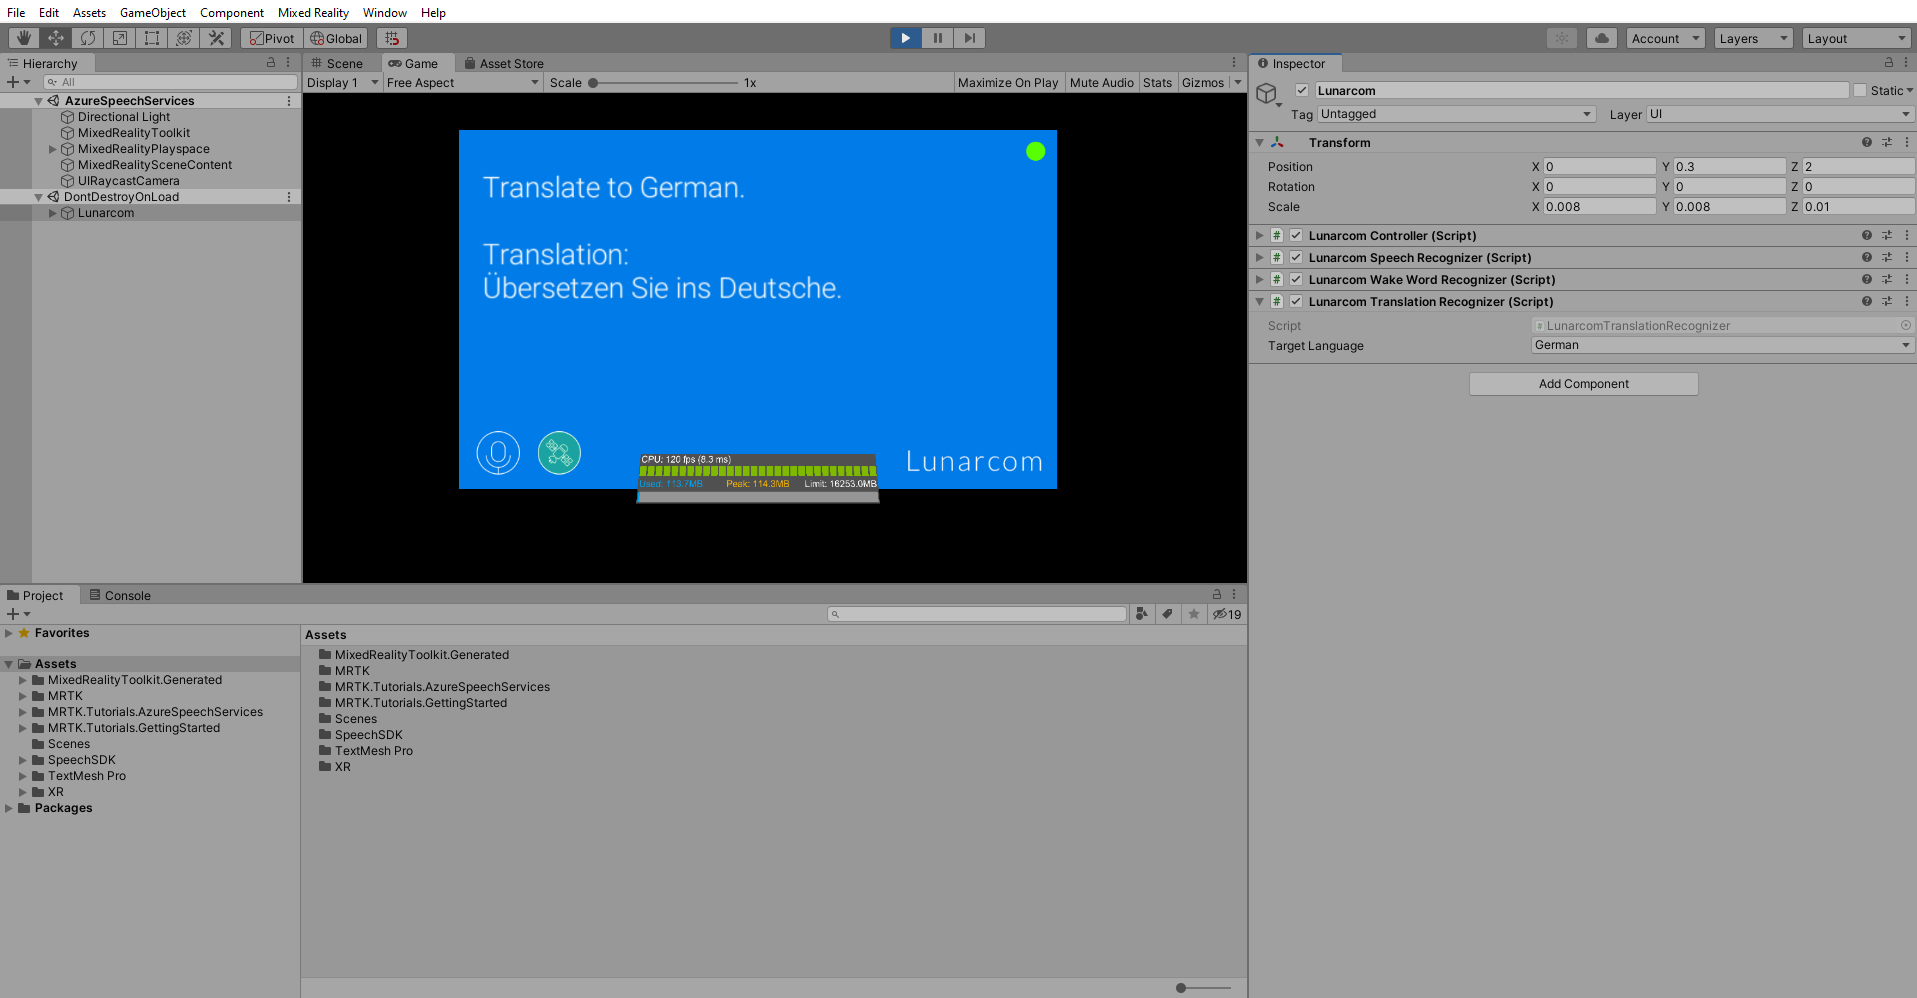 File Edit Assets GameObject Component Mixed Reality Window Help
Pivot Global Account Layers Layout
Hierarchy
All
AzureSpeechServices
Directional Light
MixedRealityToolkit
MixedRealityPlayspace
MixedRealitySceneContent
UIRaycastCamera
DontDestroyOnLoad
Lunarcom
Scene Game Asset Store
Display 1 Free Aspect Scale 1x Maximize On Play Mute Audio Stats Gizmos
Translate to German.
Translation:
Übersetzen Sie ins Deutsche.
CPU: 120 fps (8.3 ms)
Used: 113.7MB Peak: 114.3MB Limit: 16253.0MB
Lunarcom
Inspector
Lunarcom Static
Tag Untagged Layer UI
Transform
Position X 0 Y 0.3 Z 2
Rotation X 0 Y 0 Z 0
Scale X 0.008 Y 0.008 Z 0.01
# Lunarcom Controller (Script)
# Lunarcom Speech Recognizer (Script)
# Lunarcom Wake Word Recognizer (Script)
# Lunarcom Translation Recognizer (Script)
Script # LunarcomTranslationRecognizer
Target Language German
Add Component
Project Console
19
Favorites
Assets
MixedRealityToolkit.Generated
MRTK
MRTK.Tutorials.AzureSpeechServices
MRTK.Tutorials.GettingStarted
Scenes
SpeechSDK
TextMesh Pro
XR
Packages
Assets
MixedRealityToolkit.Generated
MRTK
MRTK.Tutorials.AzureSpeechServices
MRTK.Tutorials.GettingStarted
Scenes
SpeechSDK
TextMesh Pro
XR